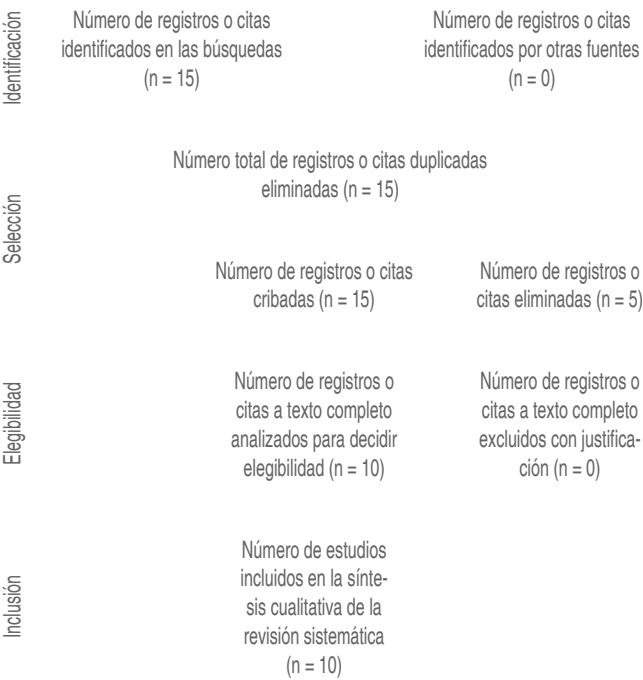 Identificación
Número de registros o citas
identificados en las búsquedas
(n = 15)
Número de registros o citas
identificados por otras fuentes
(n = 0)
Selección
Número total de registros o citas duplicadas
eliminadas (n = 15)
Número de registros o citas
cribadas (n = 15)
Número de registros o
citas eliminadas (n = 5)
Elegibilidad
Número de registros o
citas a texto completo
analizados para decidir
elegibilidad (n = 10)
Número de registros o
citas a texto completo
excluidos con justifica-
ción (n = 0)
Inclusión
Número de estudios
incluidos en la sínte-
sis cualitativa de la
revisión sistemática
(n = 10)